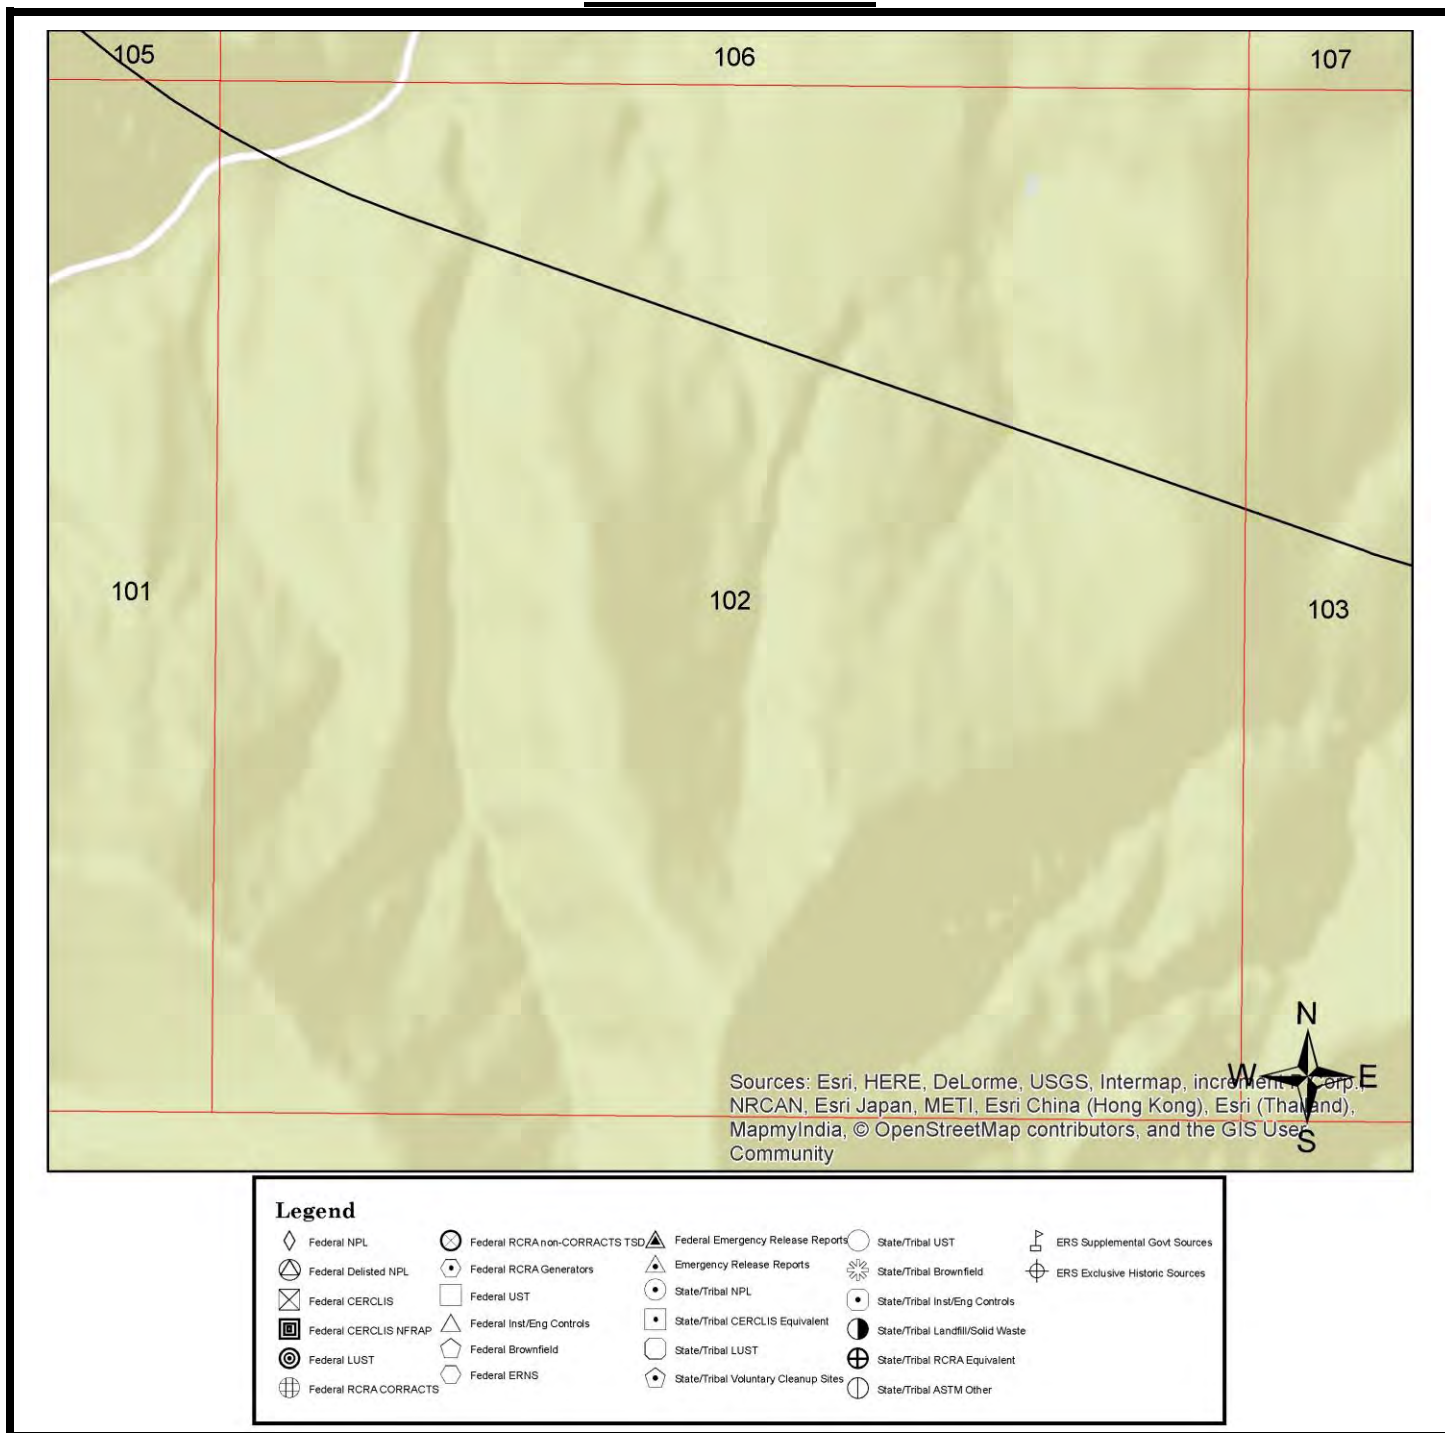 105
106
107
101
102
103
N
W
E
S
Sources: Esri, HERE, DeLorme, USGS, Intermap, increment P Corp.,
NRCAN, Esri Japan, METI, Esri China (Hong Kong), Esri (Thailand),
MapmyIndia, © OpenStreetMap contributors, and the GIS User
Community
Legend
Federal NPL
Federal Delisted NPL
Federal CERCLIS
Federal CERCLIS NFRAP
Federal LUST
Federal RCRA CORRACTS
Federal RCRA non-CORRACTS TSD
Federal RCRA Generators
Federal UST
Federal Inst/Eng Controls
Federal Brownfield
Federal ERNS
Federal Emergency Release Reports
Emergency Release Reports
State/Tribal NPL
State/Tribal CERCLIS Equivalent
State/Tribal LUST
State/Tribal Voluntary Cleanup Sites
State/Tribal UST
State/Tribal Brownfield
State/Tribal Inst/Eng Controls
State/Tribal Landfill/Solid Waste
State/Tribal RCRA Equivalent
State/Tribal ASTM Other
ERS Supplemental Govt Sources
ERS Exclusive Historic Sources